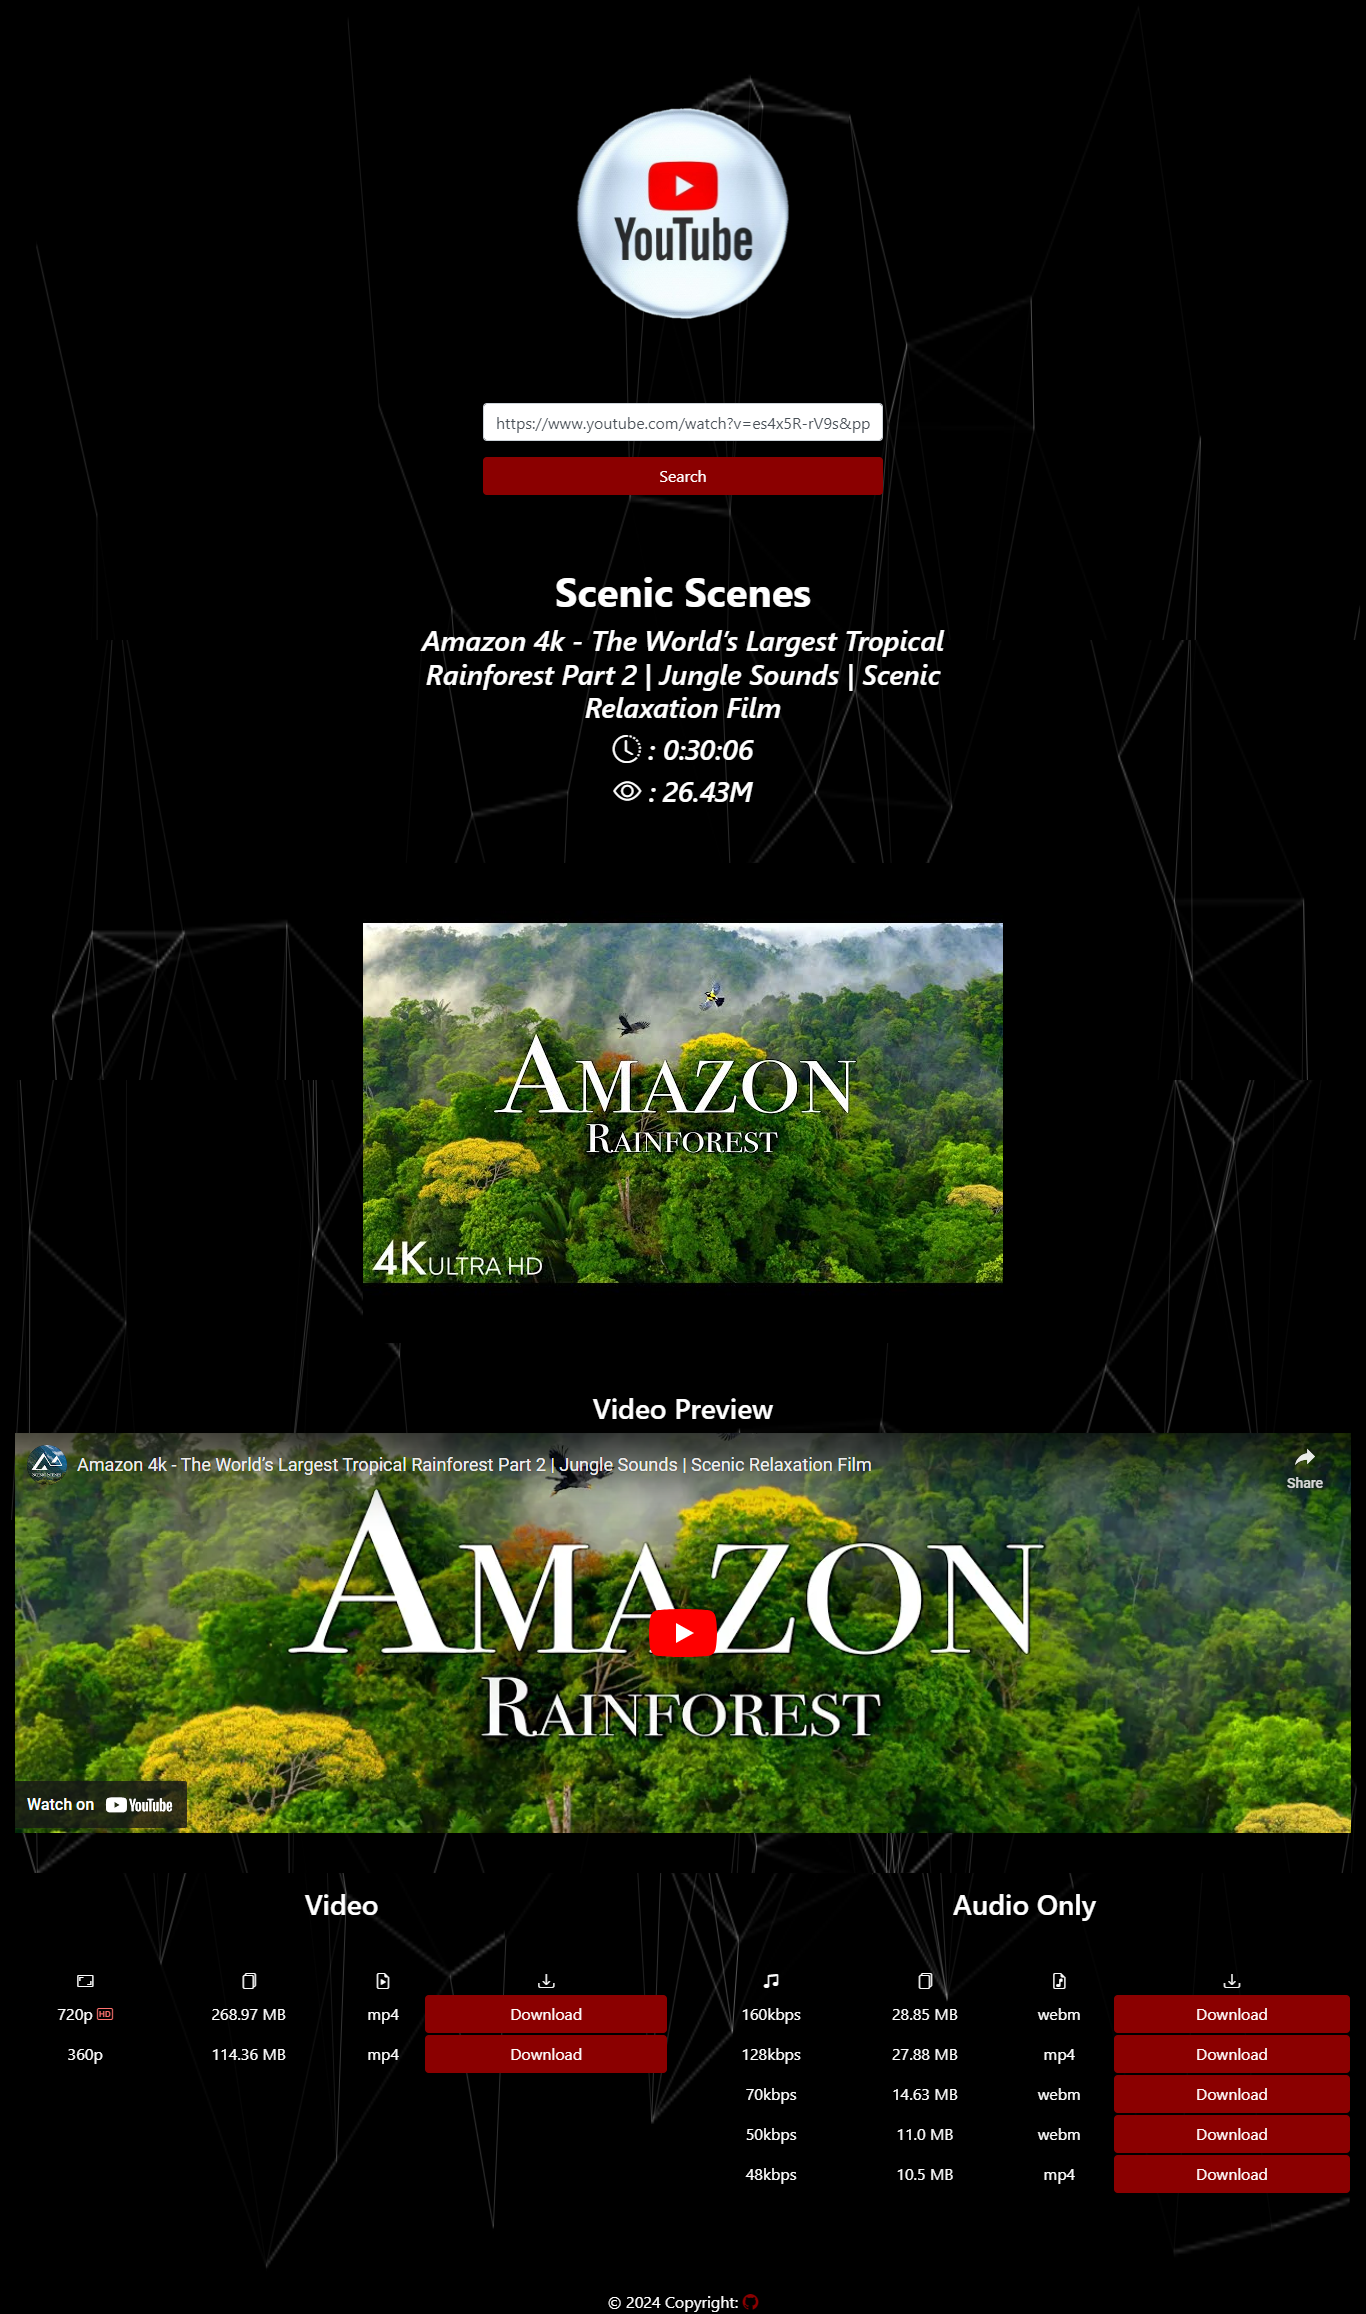 YouTube
https://www.youtube.com/watch?v=es4x5R-rV9s&pp
Search
Scenic Scenes
Amazon 4k - The World’s Largest Tropical
Rainforest Part 2 | Jungle Sounds | Scenic
Relaxation Film
: 0:30:06
: 26.43M
AMAZON
RAINFOREST
4K ULTRA HD
Video Preview
Amazon 4k - The World’s Largest Tropical Rainforest Part 2 | Jungle Sounds | Scenic Relaxation Film
Share
AMAZON
RAINFOREST
Watch on YouTube
Video
720p HD 268.97 MB mp4 Download
360p 114.36 MB mp4 Download
Audio Only
160kbps 28.85 MB webm Download
128kbps 27.88 MB mp4 Download
70kbps 14.63 MB webm Download
50kbps 11.0 MB webm Download
48kbps 10.5 MB mp4 Download
© 2024 Copyright: